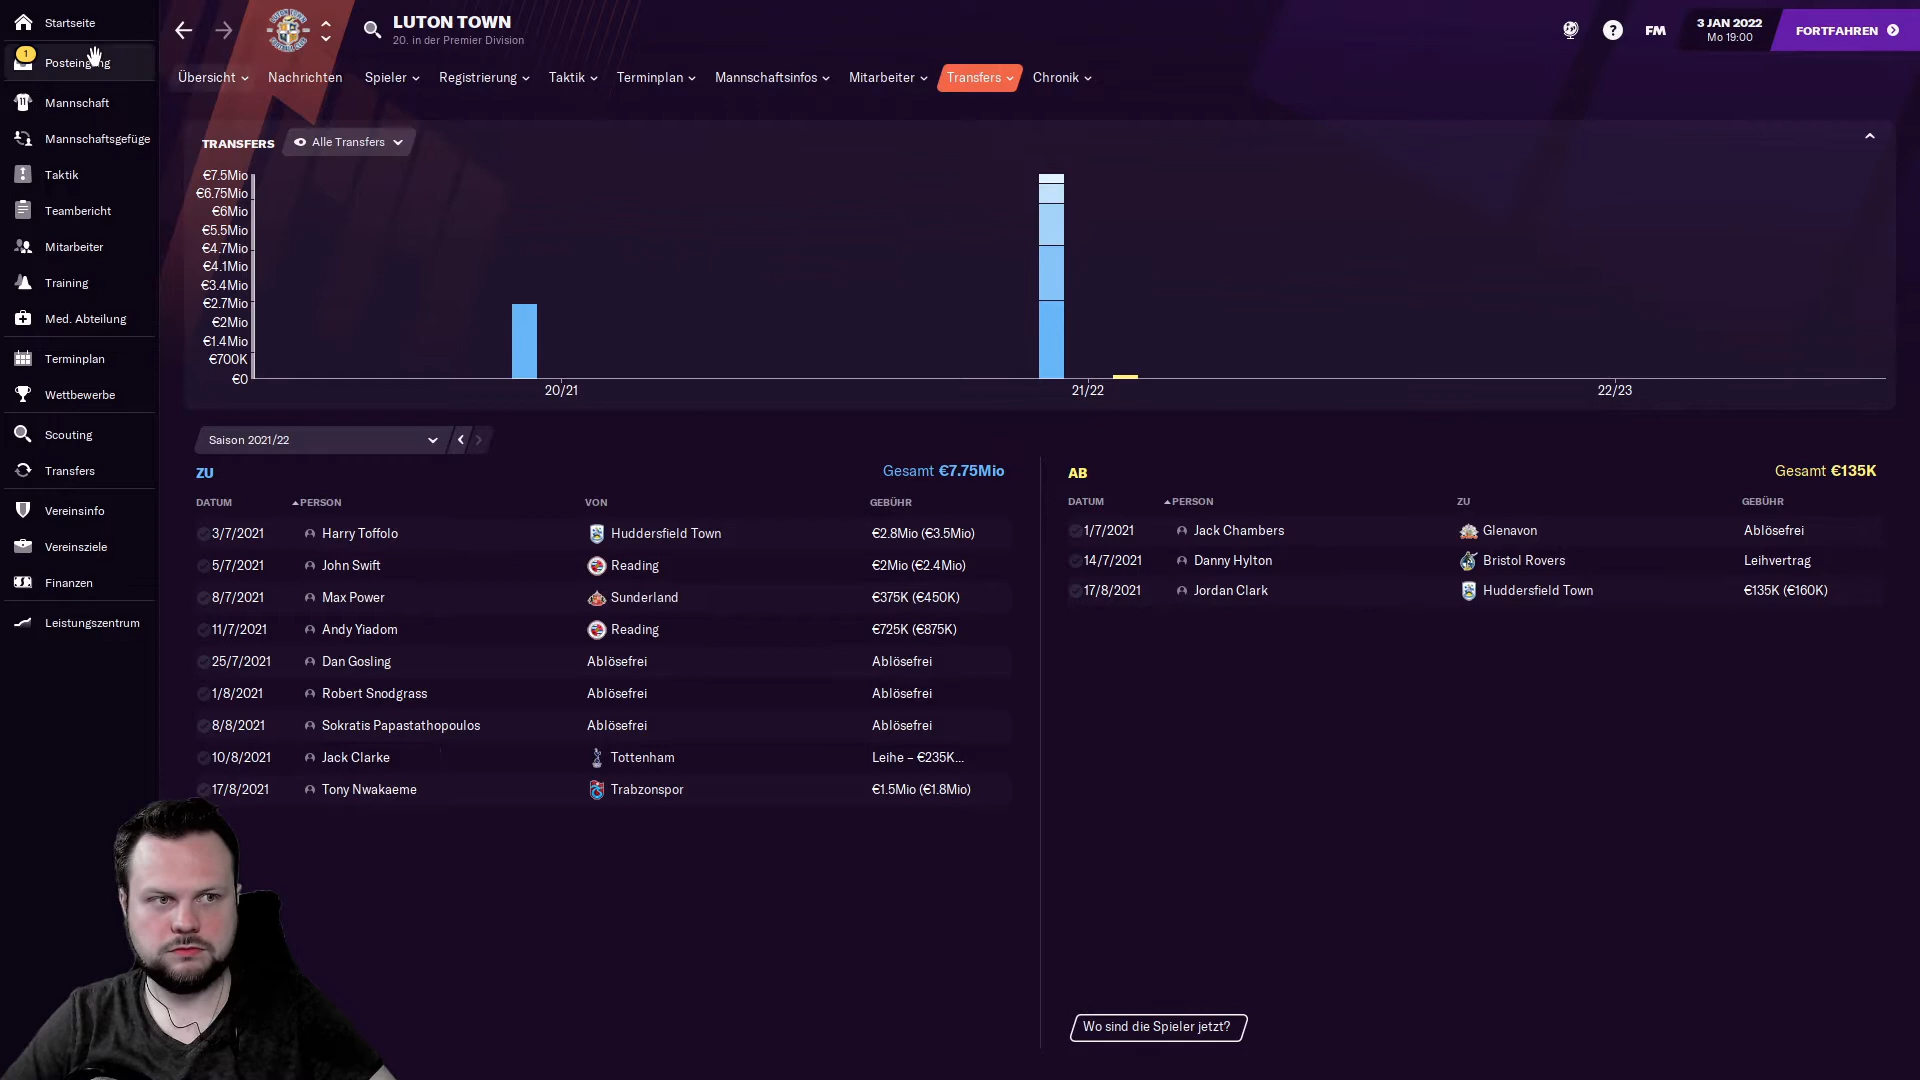 Startseite
1
Posteingang
Mannschaft
Mannschaftsgefüge
Taktik
Teambericht
Mitarbeiter
Training
Med. Abteilung
Terminplan
Wettbewerbe
Scouting
Transfers
Vereinsinfo
Vereinsziele
Finanzen
Leistungszentrum
LUTON TOWN
20. in der Premier Division
FM
3 JAN 2022
Mo 19:00
FORTFAHREN
Übersicht Nachrichten Spieler Registrierung Taktik Terminplan Mannschaftsinfos Mitarbeiter Transfers Chronik
TRANSFERS Alle Transfers
€7.5Mio
€6.75Mio
€6Mio
€5.5Mio
€4.7Mio
€4.1Mio
€3.4Mio
€2.7Mio
€2Mio
€1.4Mio
€700K
€0
20/21 21/22 22/23
Saison 2021/22
ZU Gesamt €7.75Mio
DATUM PERSON VON GEBÜHR
3/7/2021 Harry Toffolo Huddersfield Town €2.8Mio (€3.5Mio)
5/7/2021 John Swift Reading €2Mio (€2.4Mio)
8/7/2021 Max Power Sunderland €375K (€450K)
11/7/2021 Andy Yiadom Reading €725K (€875K)
25/7/2021 Dan Gosling Ablösefrei Ablösefrei
1/8/2021 Robert Snodgrass Ablösefrei Ablösefrei
8/8/2021 Sokratis Papastathopoulos Ablösefrei Ablösefrei
10/8/2021 Jack Clarke Tottenham Leihe – €235K...
17/8/2021 Tony Nwakaeme Trabzonspor €1.5Mio (€1.8Mio)
AB Gesamt €135K
DATUM PERSON ZU GEBÜHR
1/7/2021 Jack Chambers Glenavon Ablösefrei
14/7/2021 Danny Hylton Bristol Rovers Leihvertrag
17/8/2021 Jordan Clark Huddersfield Town €135K (€160K)
Wo sind die Spieler jetzt?